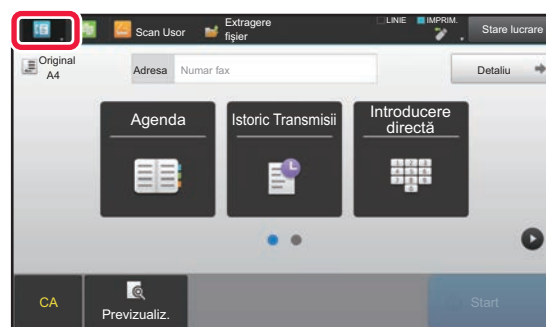 LINIE IMPRIM.
Scan Usor
Extragere
fișier
Stare lucrare
Original
A4
Adresa Numar fax
Detaliu
Agenda
Istoric Transmisii
Introducere
directă
CA
Previzualiz.
Start